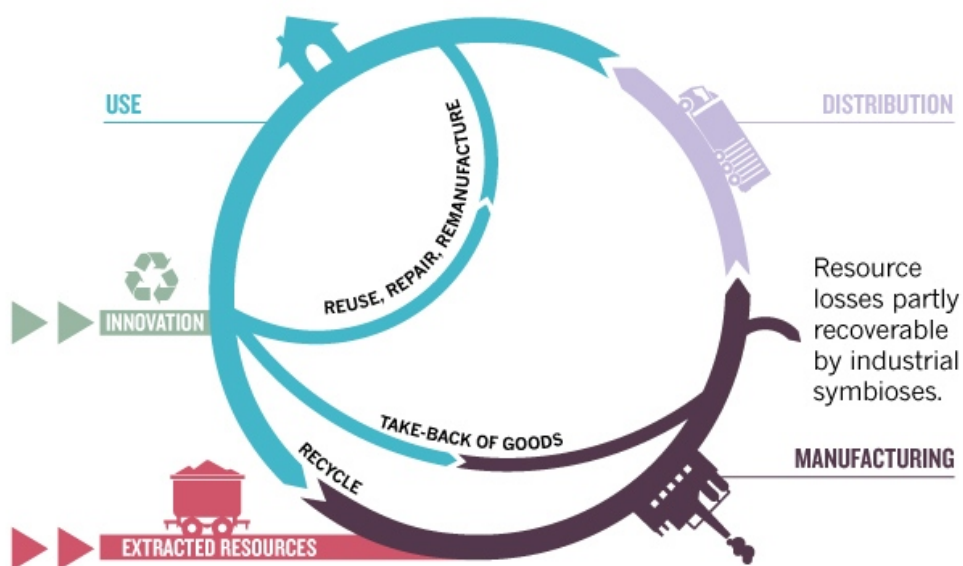 USE
DISTRIBUTION
REUSE, REPAIR, REMANUFACTURE
INNOVATION
Resource
losses partly
recoverable
by industrial
symbioses.
TAKE-BACK OF GOODS
RECYCLE
MANUFACTURING
EXTRACTED RESOURCES